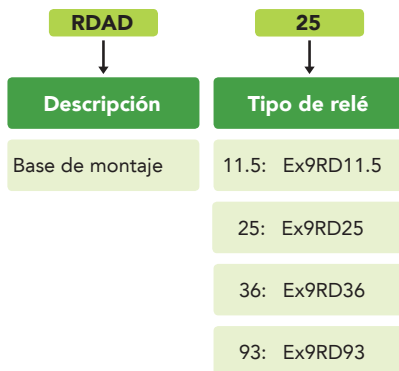 RDAD 25
Descripción Tipo de relé
Base de montaje 11.5: Ex9RD11.5
25: Ex9RD25
36: Ex9RD36
93: Ex9RD93